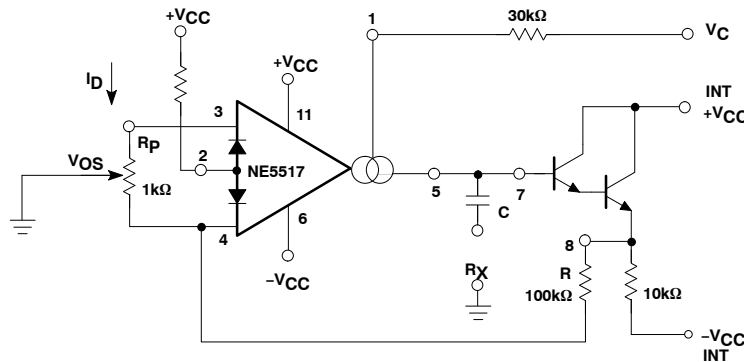 +VCC
1
30kΩ
VC
ID
+VCC
INT
+VCC
3
11
RP
VOS
2
NE5517
1kΩ
5
7
C
6
4
−VCC
8
RX
R
100kΩ
10kΩ
−VCC
INT